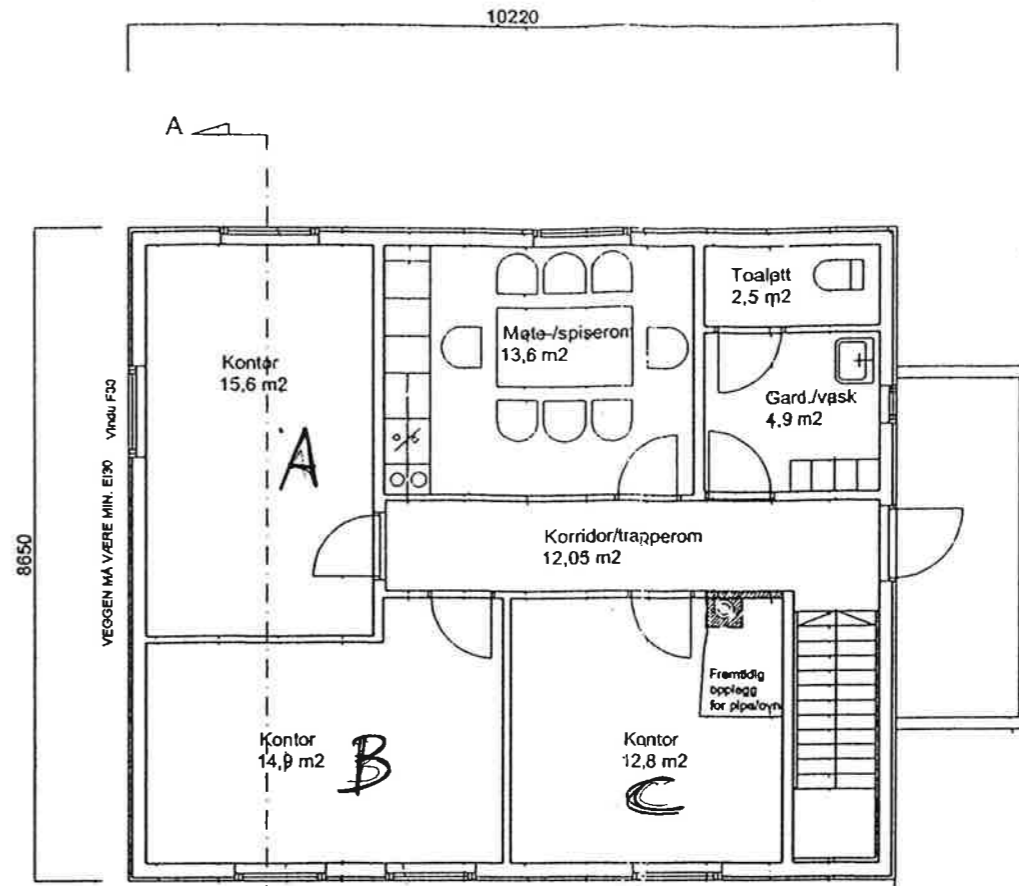 10220
A
Toalett
2,5 m2
Møte-/spiserom
13,6 m2
Kontor
15,6 m2
Gard./vask
4,9 m2
VEGGEN MÅ VÆRE MIN. EI30 Vindu F30
A
8650
Korridor/trapperom
12,05 m2
Fremtidig
opplegg
for pipe/ovn
Kontor
14,9 m2
B
Kontor
12,8 m2
C